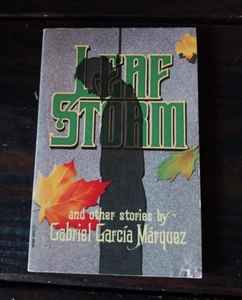 LEAF
STORM
and other stories by
Gabriel García Márquez